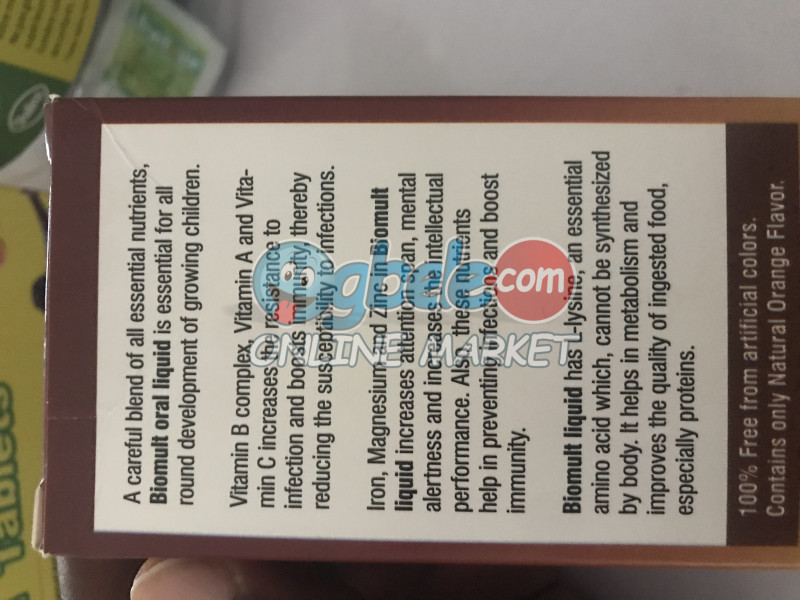 A careful blend of all essential nutrients,
Biomult oral liquid is essential for all
round development of growing children.
Vitamin B complex, Vitamin A and Vita-
min C increases the resistance to
infection and boosts immunity, thereby
reducing the susceptability to infections.
Iron, Magnesium and Zinc in Biomult
liquid increases attention span, mental
alertness and increases the intellectual
performance. Also, these nutrients
help in preventing infections and boost
immunity.
Biomult liquid has L-lysine, an essential
amino acid which, cannot be synthesized
by body. It helps in metabolism and
improves the quality of ingested food,
especially proteins.
100% Free from artificial colors.
Contains only Natural Orange Flavor.
Ogbele.com
ONLINE MARKET
Tablets